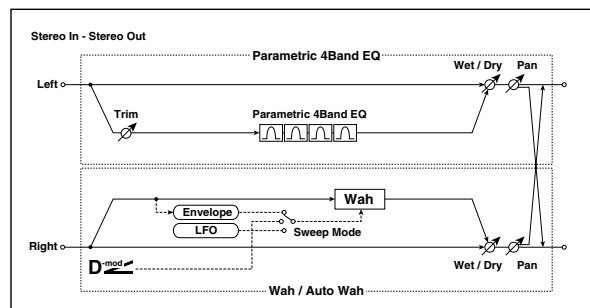 Stereo In - Stereo Out
Parametric 4Band EQ
Wet / Dry
Pan
Left
Trim
Parametric 4Band EQ
Wah
Envelope
LFO
Sweep Mode
Right
D-mod
Wet / Dry
Pan
Wah / Auto Wah